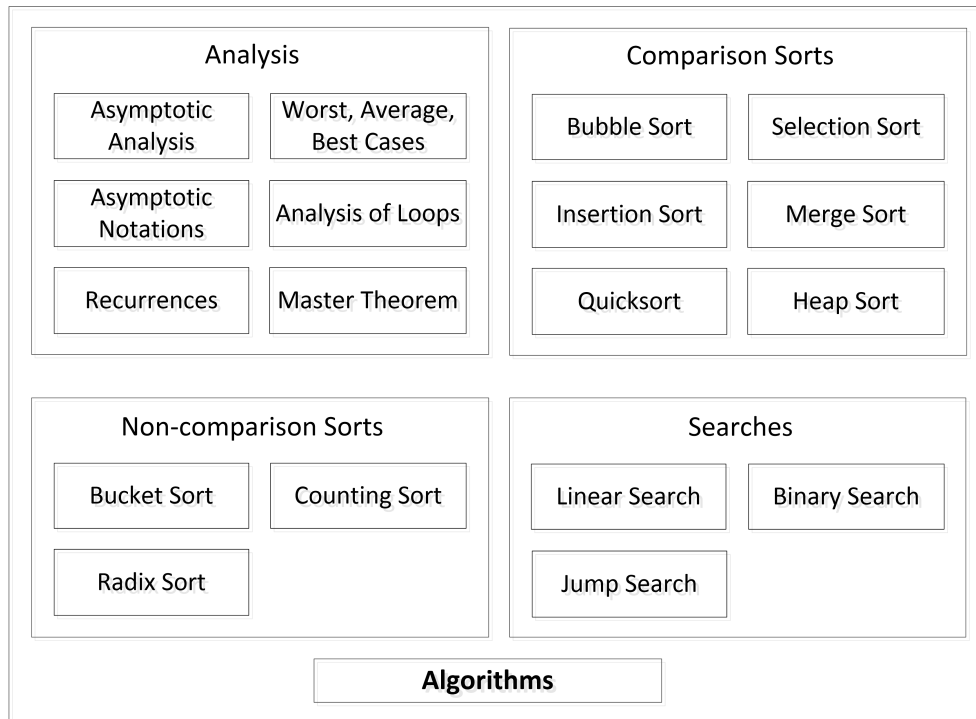 Analysis
Asymptotic
Analysis
Worst, Average,
Best Cases
Asymptotic
Notations
Analysis of Loops
Recurrences
Master Theorem
Comparison Sorts
Bubble Sort
Selection Sort
Insertion Sort
Merge Sort
Quicksort
Heap Sort
Non-comparison Sorts
Bucket Sort
Counting Sort
Radix Sort
Searches
Linear Search
Binary Search
Jump Search
Algorithms